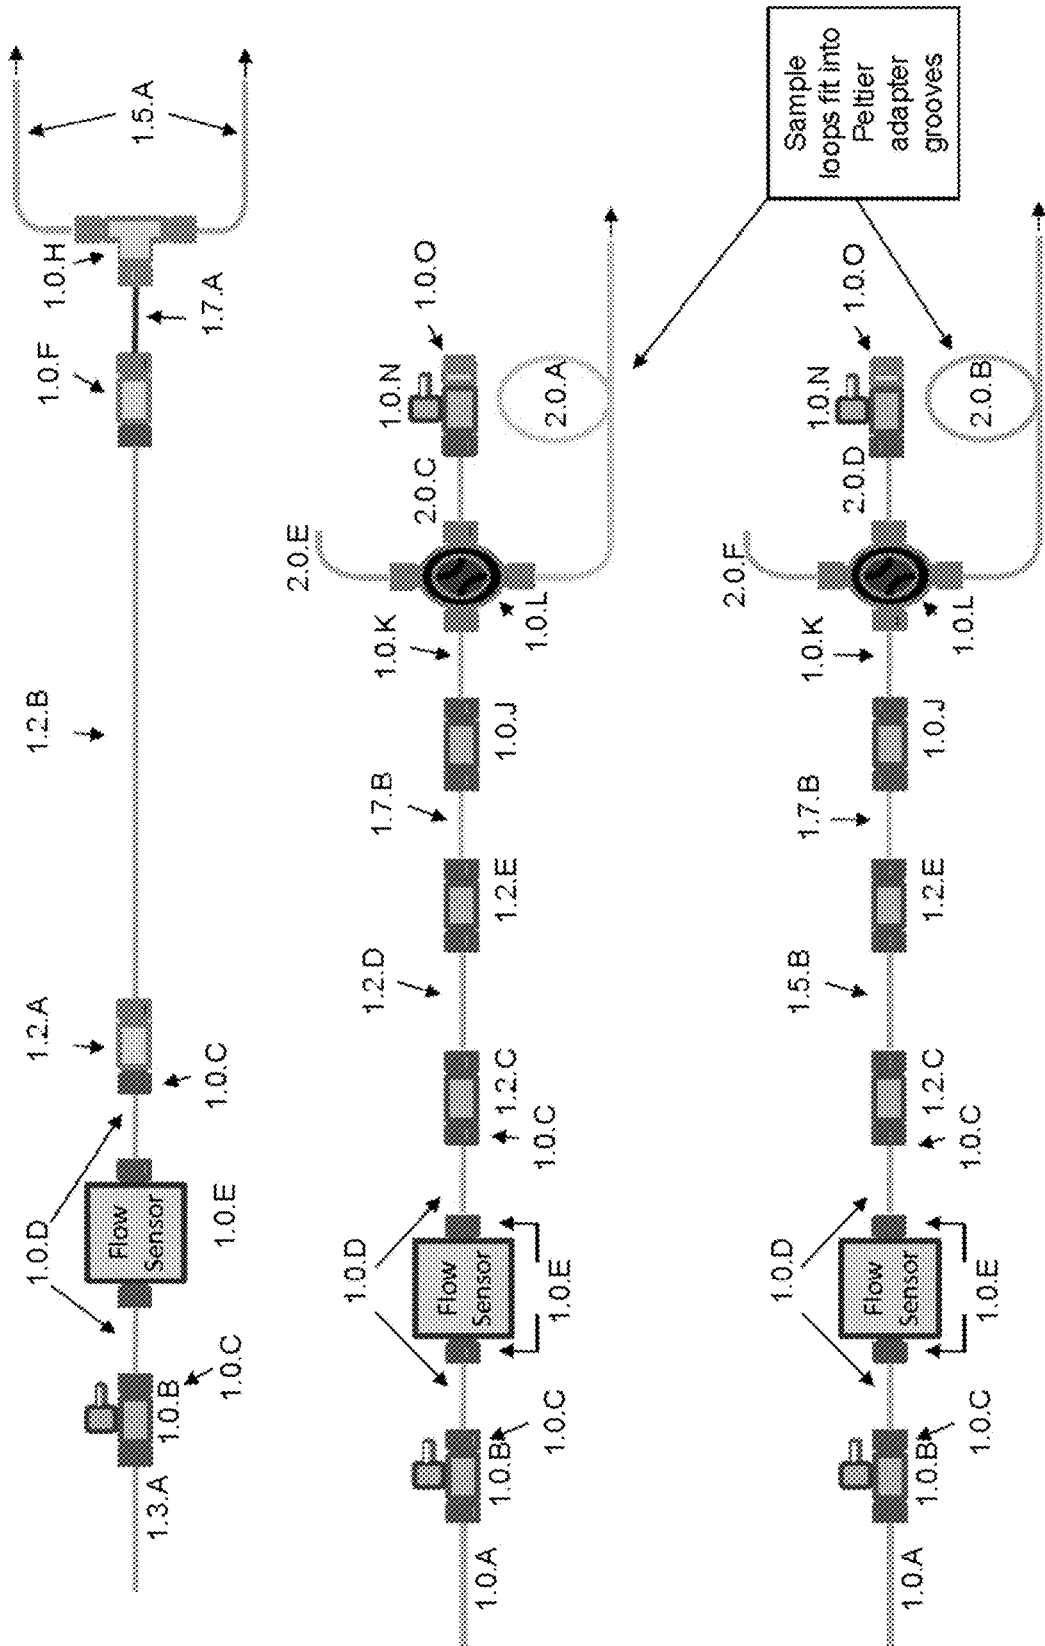 1.3.A
1.0.B
1.0.C
1.0.D
Flow
Sensor
1.0.E
1.0.C
1.2.A
1.2.B
1.0.F
1.7.A
1.0.H
1.5.A
1.0.A
1.0.B
1.0.C
1.0.D
Flow
Sensor
1.0.E
1.0.C
1.2.C
1.2.D
1.2.E
1.7.B
1.0.J
1.0.K
1.0.L
2.0.E
2.0.C
1.0.N
1.0.O
2.0.A
Sample
loops fit into
Peltier
adapter
grooves
1.0.A
1.0.B
1.0.C
1.0.D
Flow
Sensor
1.0.E
1.0.C
1.2.C
1.5.B
1.2.E
1.7.B
1.0.J
1.0.K
1.0.L
2.0.F
2.0.D
1.0.N
1.0.O
2.0.B